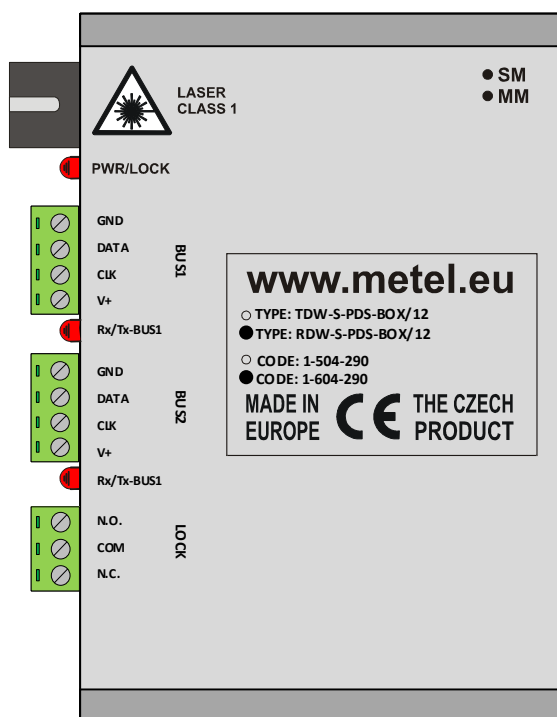 LASER
CLASS 1
● SM
● MM
PWR/LOCK
GND
DATA
CLK
V+
BUS1
Rx/Tx-BUS1
GND
DATA
CLK
V+
BUS2
Rx/Tx-BUS1
N.O.
COM
N.C.
LOCK
www.metel.eu
○ TYPE: TDW-S-PDS-BOX/12
● TYPE: RDW-S-PDS-BOX/12
○ CODE: 1-504-290
● CODE: 1-604-290
MADE IN
EUROPE
CE
THE CZECH
PRODUCT